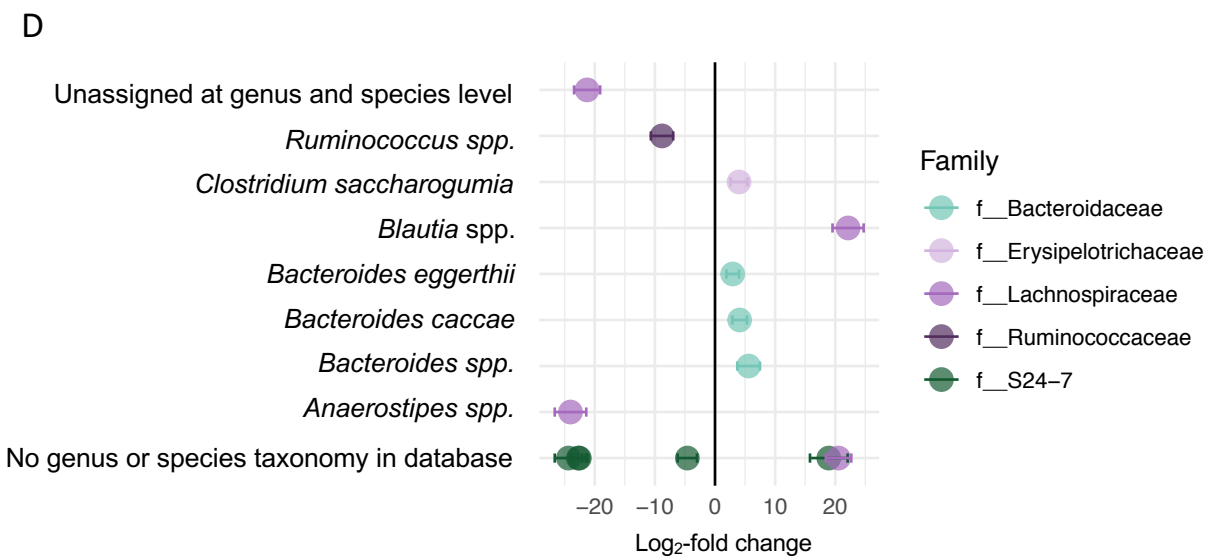 D
Unassigned at genus and species level
Ruminococcus spp.
Clostridium saccharogumia
Blautia spp.
Bacteroides eggerthii
Bacteroides caccae
Bacteroides spp.
Anaerostipes spp.
No genus or species taxonomy in database
−20 −10 0 10 20
Log₂-fold change
Family
f__Bacteroidaceae
f__Erysipelotrichaceae
f__Lachnospiraceae
f__Ruminococcaceae
f__S24−7